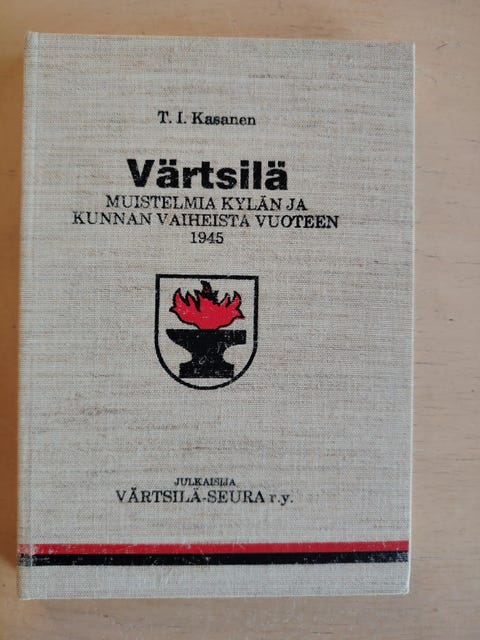 T. I. Kasanen
Värtsilä
MUISTELMIA KYLÄN JA
KUNNAN VAIHEISTA VUOTEEN
1945
JULKAISIJA
VÄRTSILÄ-SEURA r.y.